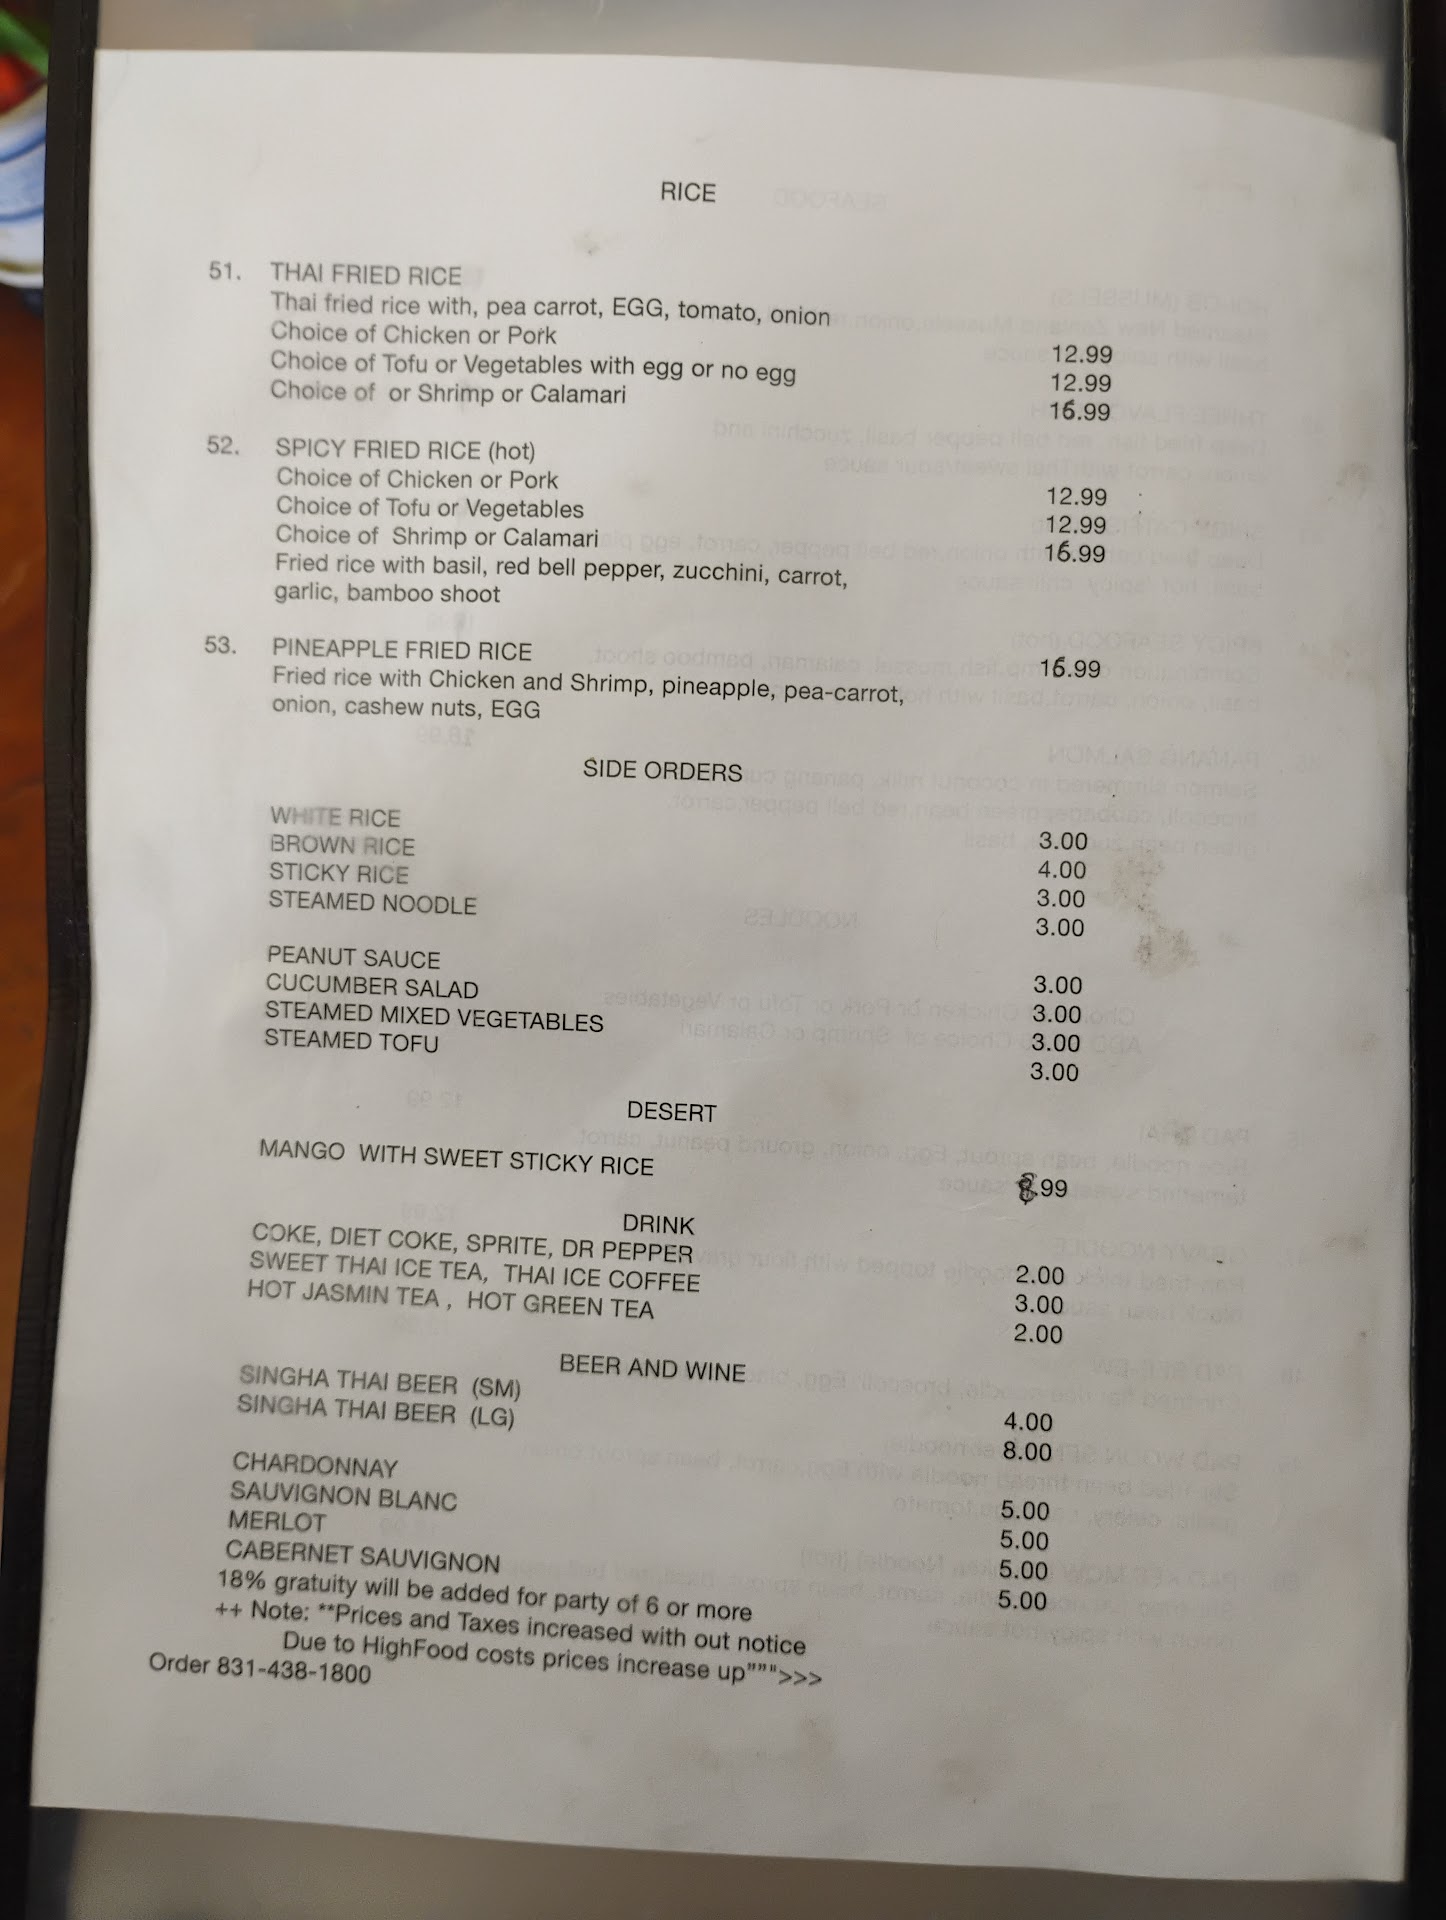 RICE
51. THAI FRIED RICE
Thai fried rice with, pea carrot, EGG, tomato, onion
Choice of Chicken or Pork 12.99
Choice of Tofu or Vegetables with egg or no egg 12.99
Choice of or Shrimp or Calamari 16.99
52. SPICY FRIED RICE (hot)
Choice of Chicken or Pork 12.99
Choice of Tofu or Vegetables 12.99
Choice of Shrimp or Calamari 16.99
Fried rice with basil, red bell pepper, zucchini, carrot,
garlic, bamboo shoot
53. PINEAPPLE FRIED RICE 16.99
Fried rice with Chicken and Shrimp, pineapple, pea-carrot,
onion, cashew nuts, EGG
SIDE ORDERS
WHITE RICE 3.00
BROWN RICE 4.00
STICKY RICE 3.00
STEAMED NOODLE 3.00
PEANUT SAUCE 3.00
CUCUMBER SALAD 3.00
STEAMED MIXED VEGETABLES 3.00
STEAMED TOFU 3.00
DESERT
MANGO WITH SWEET STICKY RICE 8.99
DRINK
COKE, DIET COKE, SPRITE, DR PEPPER 2.00
SWEET THAI ICE TEA, THAI ICE COFFEE 3.00
HOT JASMIN TEA , HOT GREEN TEA 2.00
BEER AND WINE
SINGHA THAI BEER (SM) 4.00
SINGHA THAI BEER (LG) 8.00
CHARDONNAY 5.00
SAUVIGNON BLANC 5.00
MERLOT 5.00
CABERNET SAUVIGNON 5.00
18% gratuity will be added for party of 6 or more
++ Note: **Prices and Taxes increased with out notice
Due to HighFood costs prices increase up""">>>
Order 831-438-1800